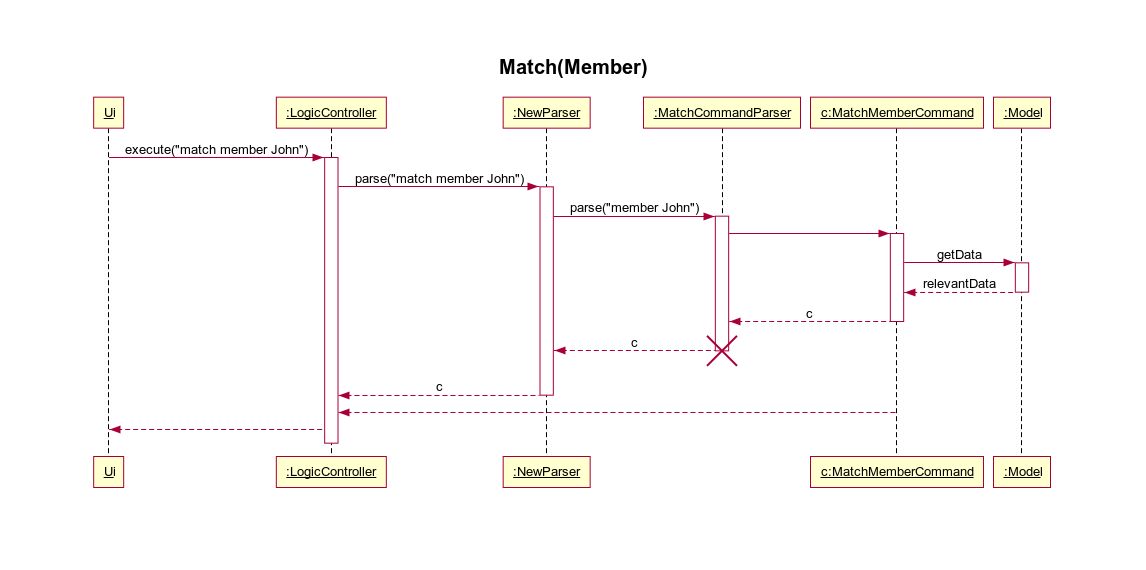 Match(Member)
Ui
:LogicController
:NewParser
:MatchCommandParser
c:MatchMemberCommand
:Model
execute("match member John")
parse("match member John")
parse("member John")
getData
relevantData
c
c
c
Ui
:LogicController
:NewParser
c:MatchMemberCommand
:Model